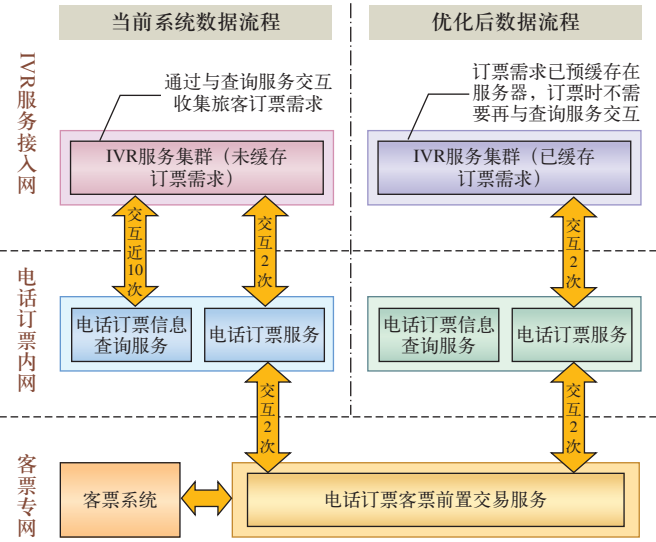 当前系统数据流程
优化后数据流程
IVR服务接入网
通过与查询服务交互
收集旅客订票需求
订票需求已预缓存在
服务器，订票时不需
要再与查询服务交互
IVR服务集群（未缓存
订票需求）
IVR服务集群（已缓存
订票需求）
交互近10次
交互2次
交互2次
电话订票内网
电话订票信息
查询服务
电话订票服务
电话订票信息
查询服务
电话订票服务
交互2次
交互2次
客票专网
客票系统
电话订票客票前置交易服务